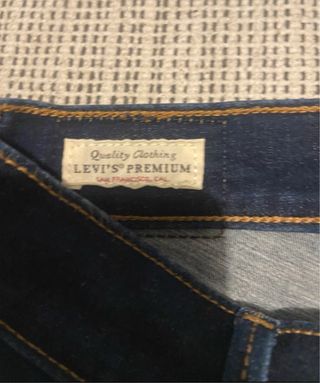 Quality Clothing
LEVI'S® PREMIUM
SAN FRANCISCO, CAL